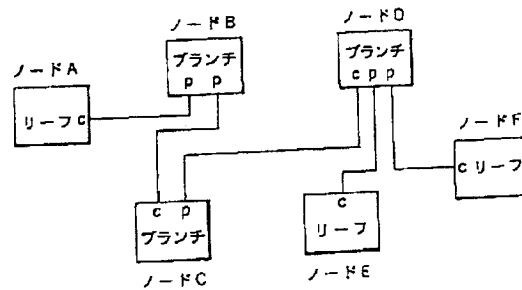 ノードA
リーフc
ノードB
ブランチ
p p
ノードC
c p
ブランチ
ノードD
ブランチ
c p p
ノードE
c
リーフ
ノードF
cリーフ